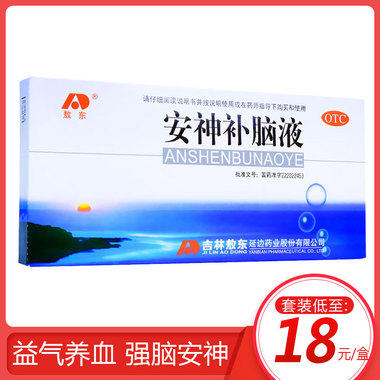 请仔细阅读说明书并按说明使用或在药师指导下购买和使用
敖东
OTC
安神补脑液
ANSHENBUNAOYE
批准文号：国药准字Z22022453
吉林敖东延边药业股份有限公司
JI LIN AO DONG YANBIAN PHARMACEUTICAL CO.,LTD.
套装低至:
18元/盒
益气养血 强脑安神